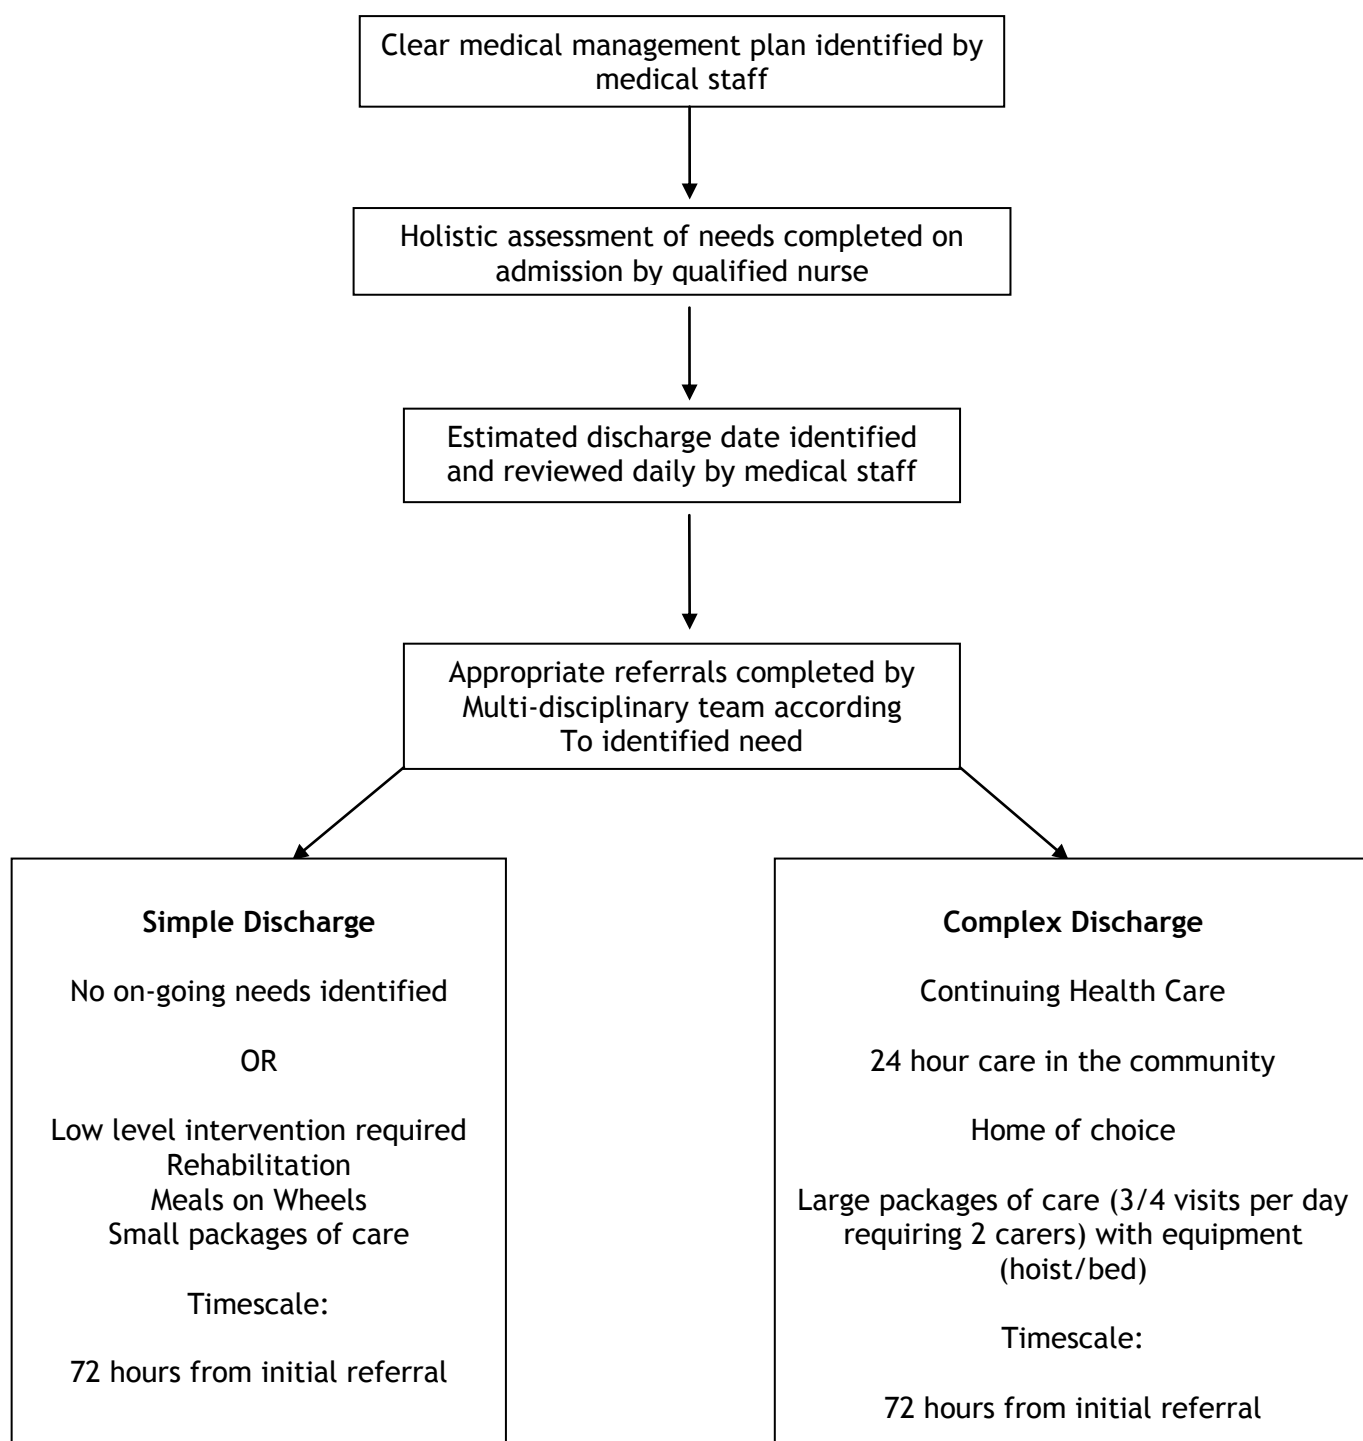 Clear medical management plan identified by
medical staff
Holistic assessment of needs completed on
admission by qualified nurse
Estimated discharge date identified
and reviewed daily by medical staff
Appropriate referrals completed by
Multi-disciplinary team according
To identified need
Simple Discharge
No on-going needs identified
OR
Low level intervention required
Rehabilitation
Meals on Wheels
Small packages of care
Timescale:
72 hours from initial referral
Complex Discharge
Continuing Health Care
24 hour care in the community
Home of choice
Large packages of care (3/4 visits per day
requiring 2 carers) with equipment
(hoist/bed)
Timescale:
72 hours from initial referral